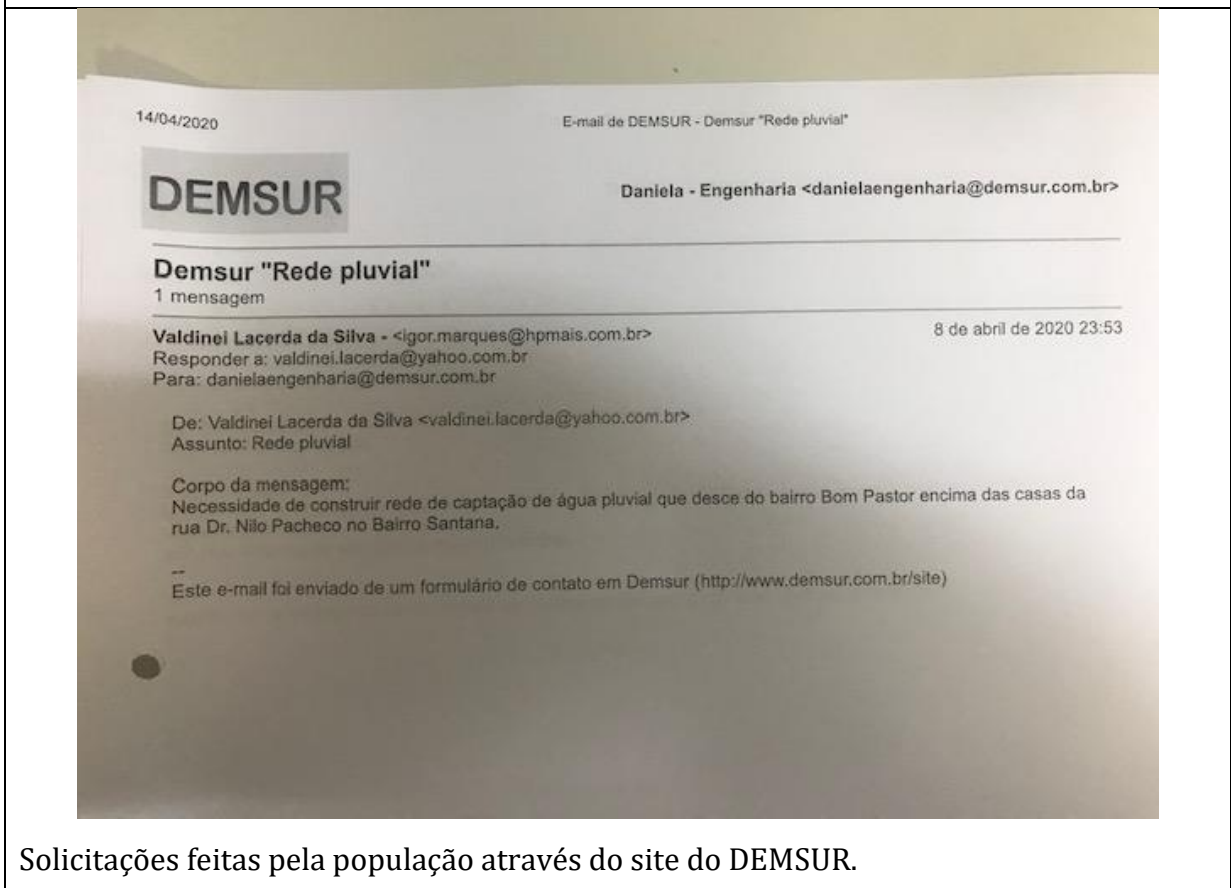 14/04/2020
E-mail de DEMSUR - Demsur "Rede pluvial"
DEMSUR
Daniela - Engenharia <danielaengenharia@demsur.com.br>
Demsur "Rede pluvial"
1 mensagem
Valdinei Lacerda da Silva - <igor.marques@hpmais.com.br>
8 de abril de 2020 23:53
Responder a: valdinei.lacerda@yahoo.com.br
Para: danielaengenharia@demsur.com.br
De: Valdinei Lacerda da Silva <valdinei.lacerda@yahoo.com.br>
Assunto: Rede pluvial
Corpo da mensagem:
Necessidade de construir rede de captação de água pluvial que desce do bairro Bom Pastor encima das casas da
rua Dr. Nilo Pacheco no Bairro Santana.
--
Este e-mail foi enviado de um formulário de contato em Demsur (http://www.demsur.com.br/site)
Solicitações feitas pela população através do site do DEMSUR.